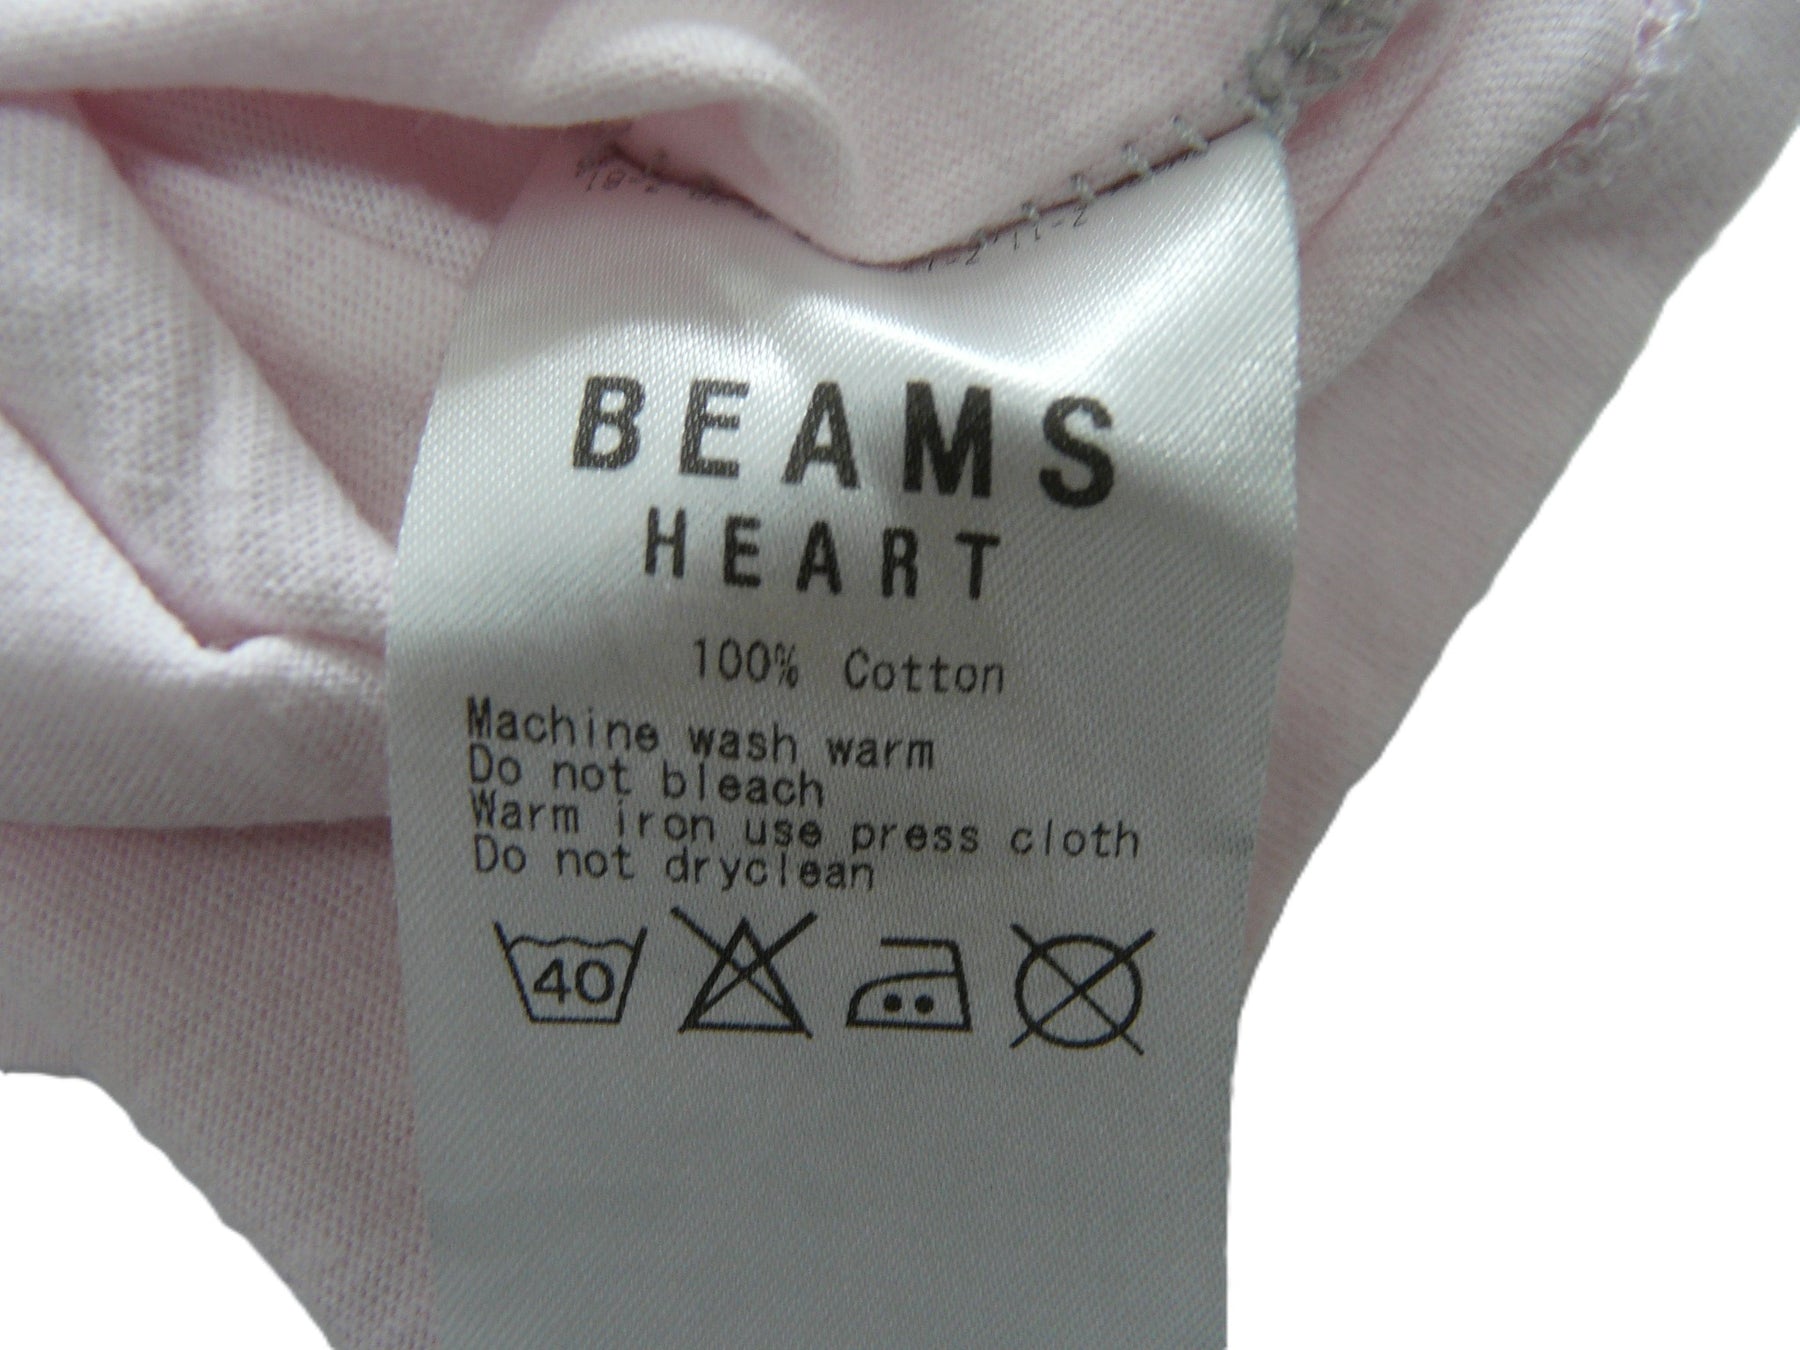 BEAMS
HEART
100% Cotton
Machine wash warm
Do not bleach
Warm iron use press cloth
Do not dryclean
40